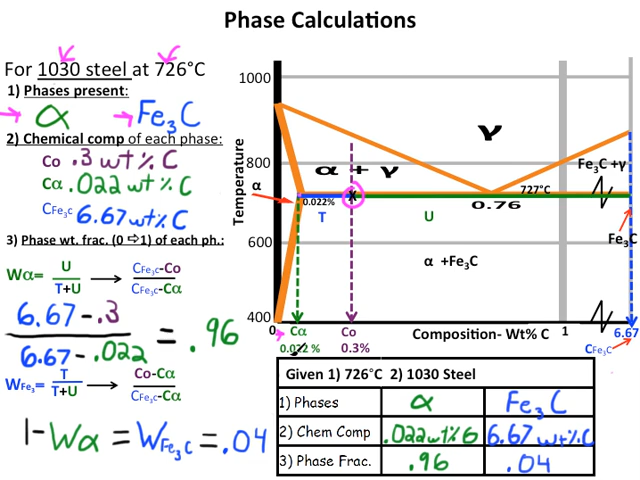 Phase Calculations
For 1030 steel at 726°C
1) Phases present:
α Fe3C
2) Chemical comp of each phase:
Co .3 wt % C
Cα .022 wt % C
CFe3C 6.67 wt % C
3) Phase wt. frac. (0 ⇨1) of each ph.:
Wα= U / T+U → CFe3C-Co / CFe3C-Cα
6.67 - .3 / 6.67 - .022 = .96
WFe3= T / T+U → Co-Cα / CFe3C-Cα
1-Wα = WFe3C = .04
Temperature
1000
800
600
400
γ
α + γ
Fe3C +γ
α
0.022%
X
727°C
0.76
T
U
Fe3C
α +Fe3C
0
Cα
0.022 %
Co
0.3%
Composition- Wt% C
1
6.67
CFe3C
Given 1) 726°C 2) 1030 Steel
1) Phases α Fe3C
2) Chem Comp .022wt%C 6.67 wt%C
3) Phase Frac. .96 .04